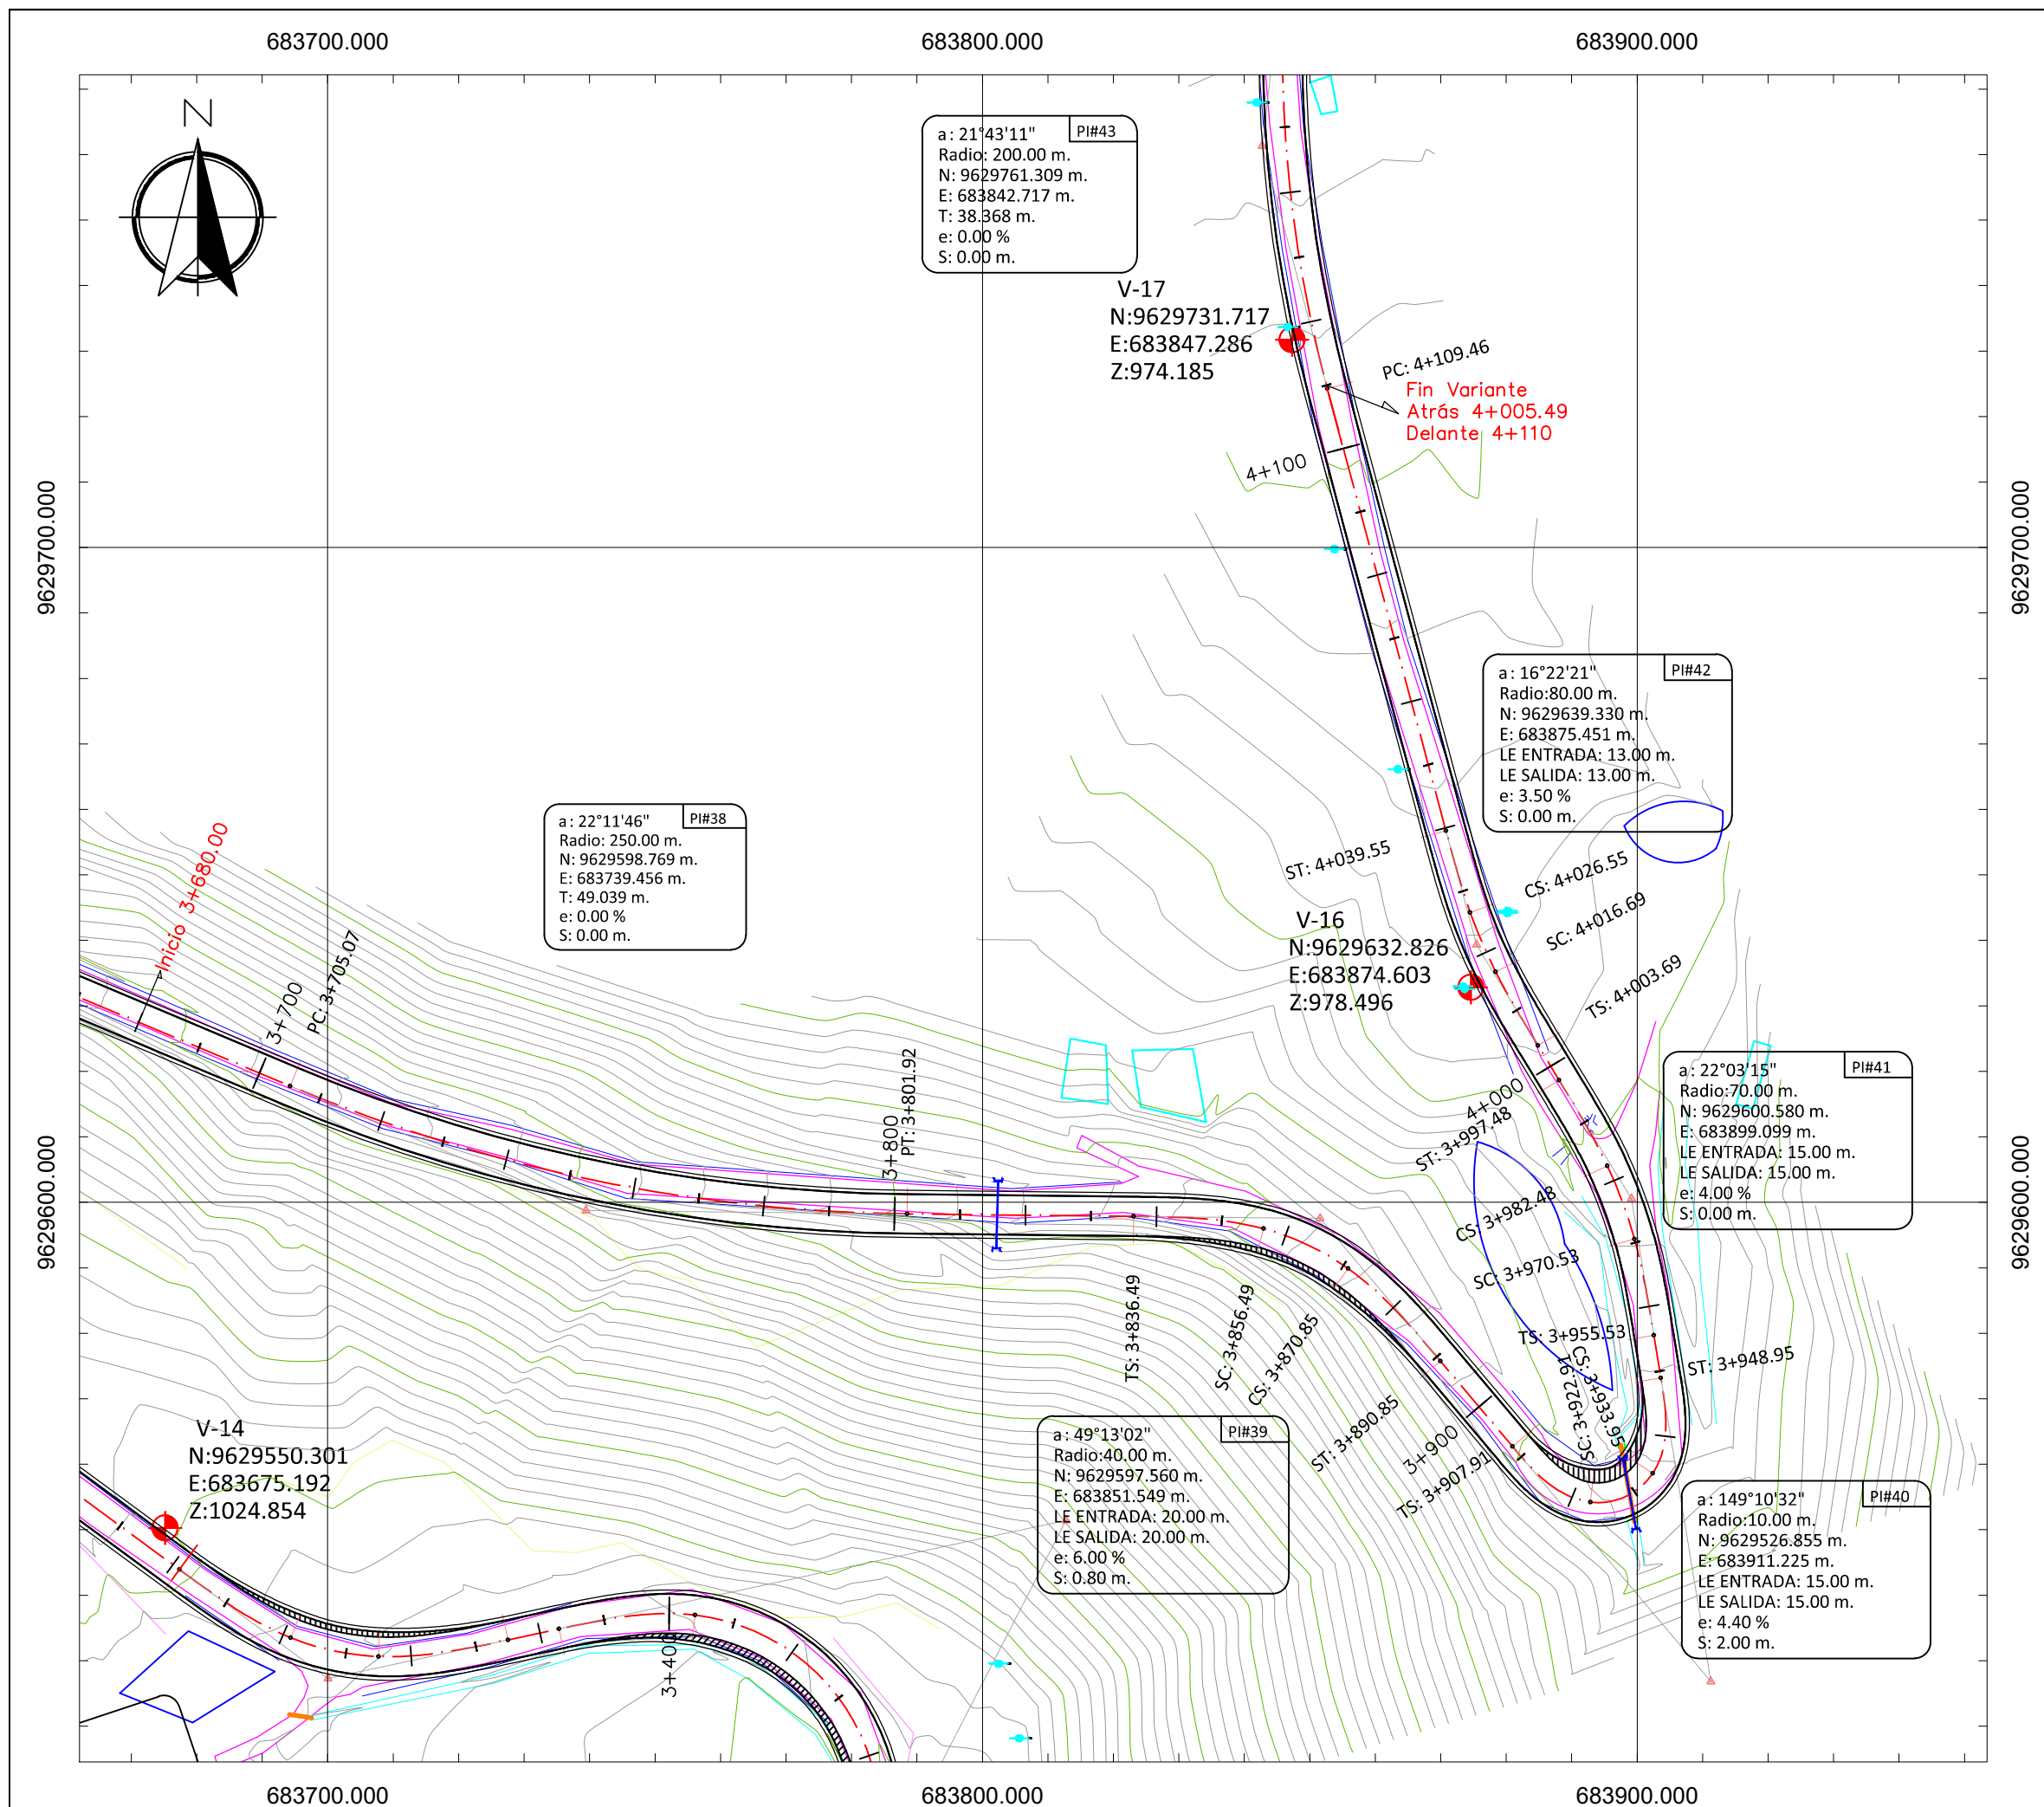 683700.000
683800.000
683900.000
N
a: 21°43'11"
PI#43
Radio: 200.00 m.
N: 9629761.309 m.
E: 683842.717 m.
T: 38.368 m.
e: 0.00 %
S: 0.00 m.
V-17
N:9629731.717
E:683847.286
Z:974.185
PC: 4+109.46
Fin Variante
Atrás 4+005.49
Delante 4+110
4+100
9629700.000
9629700.000
a: 16°22'21"
PI#42
Radio:80.00 m.
N: 9629639.330 m.
E: 683875.451 m.
LE ENTRADA: 13.00 m.
LE SALIDA: 13.00 m.
e: 3.50 %
S: 0.00 m.
a: 22°11'46"
PI#38
Radio: 250.00 m.
N: 9629598.769 m.
E: 683739.456 m.
T: 49.039 m.
e: 0.00 %
S: 0.00 m.
Inicio 3+680.00
3+700
PC: 3+705.07
ST: 4+039.55
CS: 4+026.55
SC: 4+016.69
TS: 4+003.69
V-16
N:9629632.826
E:683874.603
Z:978.496
a: 22°03'15"
PI#41
Radio:70.00 m.
N: 9629600.580 m.
E: 683899.099 m.
LE ENTRADA: 15.00 m.
LE SALIDA: 15.00 m.
e: 4.00 %
S: 0.00 m.
3+800
PT: 3+801.92
4+000
ST: 3+997.48
CS: 3+982.48
SC: 3+970.53
TS: 3+955.53
ST: 3+948.95
CS: 3+933.95
SC: 3+922.91
9629600.000
9629600.000
TS: 3+836.49
SC: 3+856.49
CS: 3+870.85
ST: 3+890.85
3+900
TS: 3+907.91
V-14
N:9629550.301
E:683675.192
Z:1024.854
a: 49°13'02"
PI#39
Radio:40.00 m.
N: 9629597.560 m.
E: 683851.549 m.
LE ENTRADA: 20.00 m.
LE SALIDA: 20.00 m.
e: 6.00 %
S: 0.80 m.
a: 149°10'32"
PI#40
Radio:10.00 m.
N: 9629526.855 m.
E: 683911.225 m.
LE ENTRADA: 15.00 m.
LE SALIDA: 15.00 m.
e: 4.40 %
S: 2.00 m.
3+400
683700.000
683800.000
683900.000